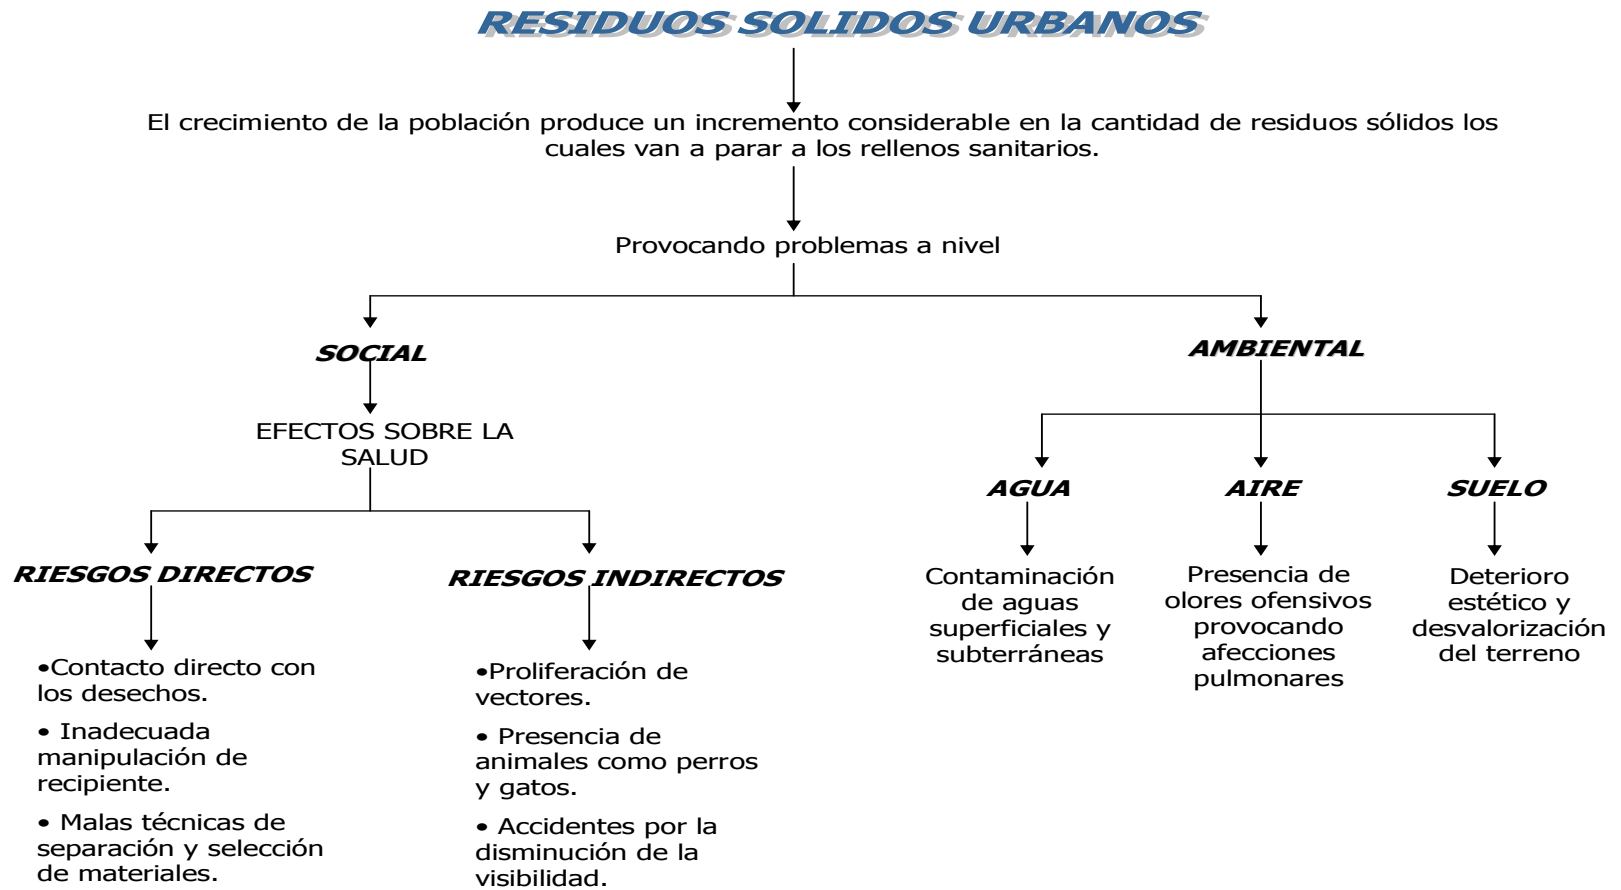 RESIDUOS SOLIDOS URBANOS
El crecimiento de la población produce un incremento considerable en la cantidad de residuos sólidos los
cuales van a parar a los rellenos sanitarios.
Provocando problemas a nivel
SOCIAL
EFECTOS SOBRE LA
SALUD
RIESGOS DIRECTOS
•Contacto directo con
los desechos.
• Inadecuada
manipulación de
recipiente.
• Malas técnicas de
separación y selección
de materiales.
RIESGOS INDIRECTOS
•Proliferación de
vectores.
• Presencia de
animales como perros
y gatos.
• Accidentes por la
disminución de la
visibilidad.
AMBIENTAL
AGUA
Contaminación
de aguas
superficiales y
subterráneas
AIRE
Presencia de
olores ofensivos
provocando
afecciones
pulmonares
SUELO
Deterioro
estético y
desvalorización
del terreno